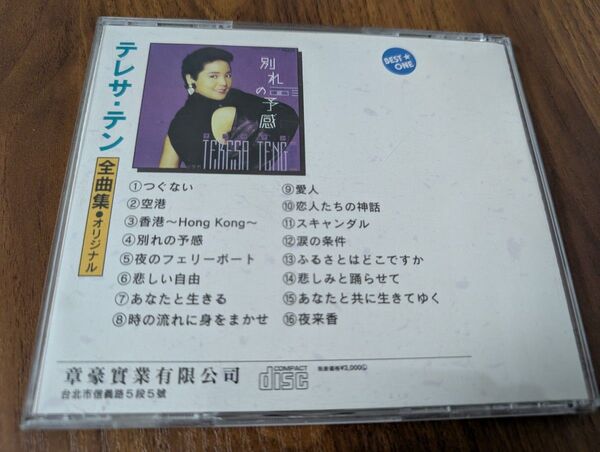 テレサ・テン
全曲集●オリジナル
別れ
の
予感
TERESA TENG
BEST★
ONE
①つぐない
②空港
③香港～Hong Kong～
④別れの予感
⑤夜のフェリーボート
⑥悲しい自由
⑦あなたと生きる
⑧時の流れに身をまかせ
⑨愛人
⑩恋人たちの神話
⑪スキャンダル
⑫涙の条件
⑬ふるさとはどこですか
⑭悲しみと踊らせて
⑮あなたと共に生きてゆく
⑯夜来香
章豪實業有限公司
台北市信義路5段5號
COMPACT
disc
¥3,000